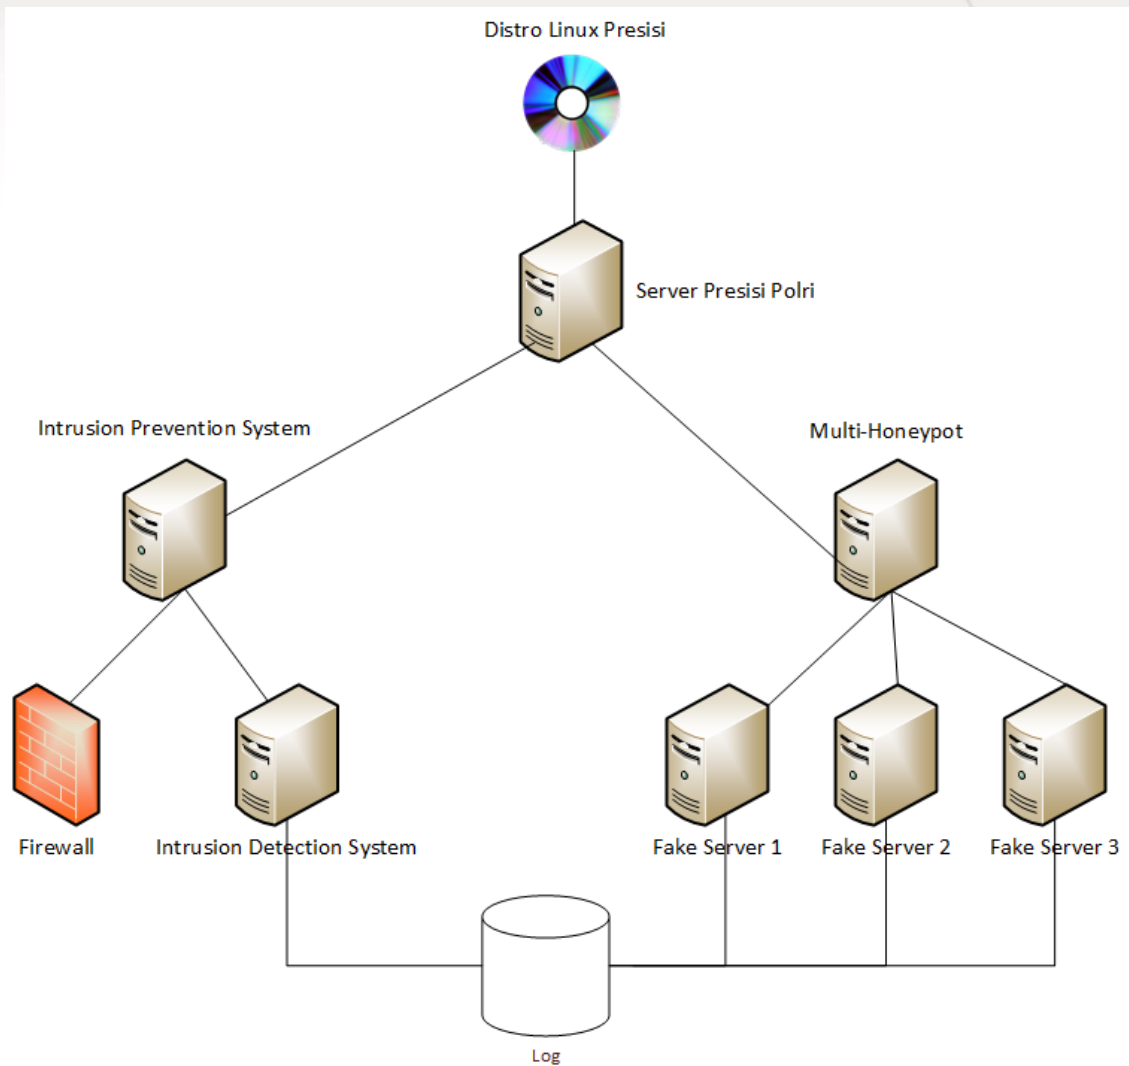 Distro Linux Presisi
Server Presisi Polri
Intrusion Prevention System
Multi-Honeypot
Firewall
Intrusion Detection System
Fake Server 1
Fake Server 2
Fake Server 3
Log